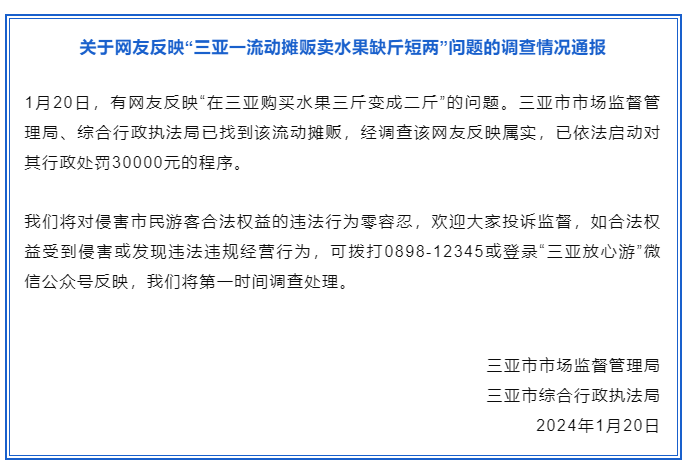 关于网友反映“三亚一流动摊贩卖水果缺斤短两”问题的调查情况通报
1月20日，有网友反映“在三亚购买水果三斤变成二斤”的问题。三亚市市场监督管
理局、综合行政执法局已找到该流动摊贩，经调查该网友反映属实，已依法启动对
其行政处罚30000元的程序。
我们将对侵害市民游客合法权益的违法行为零容忍，欢迎大家投诉监督，如合法权
益受到侵害或发现违法违规经营行为，可拨打0898-12345或登录“三亚放心游”微
信公众号反映，我们将第一时间调查处理。
三亚市市场监督管理局
三亚市综合行政执法局
2024年1月20日